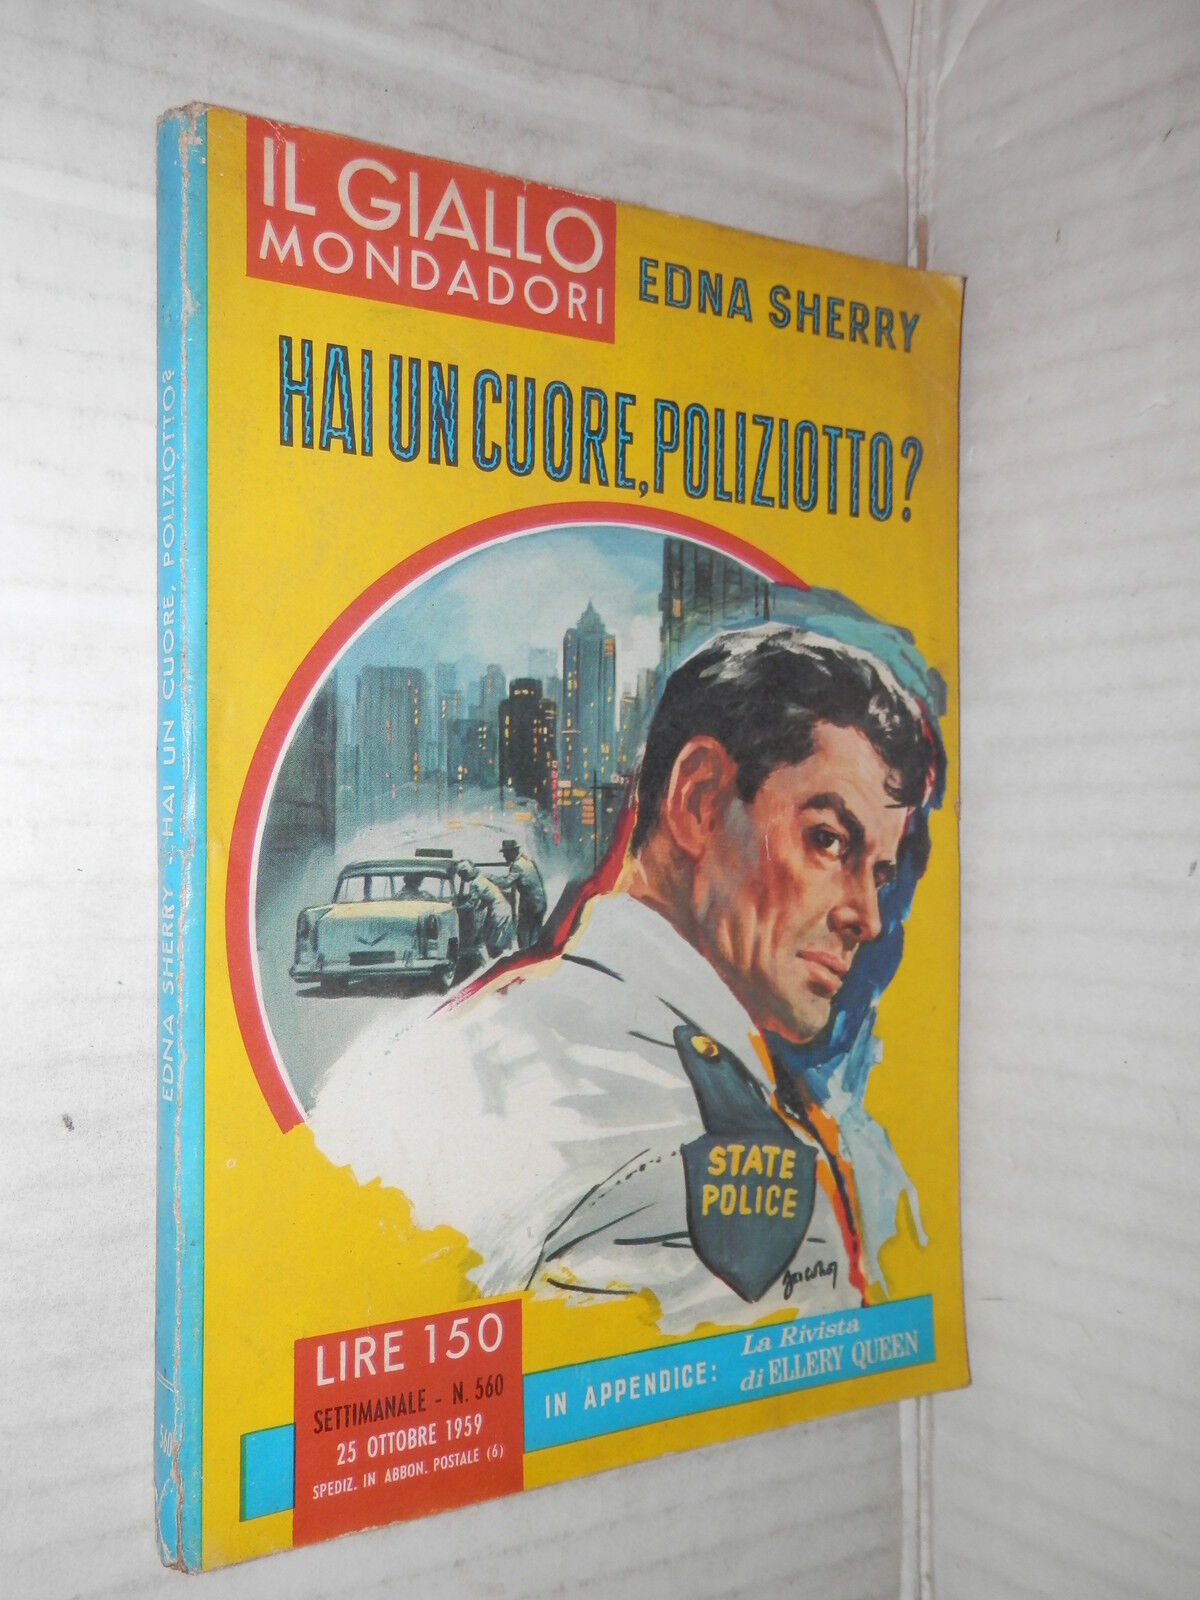 IL GIALLO
MONDADORI
EDNA SHERRY
HAI UN CUORE, POLIZIOTTO?
STATE
POLICE
LIRE 150
SETTIMANALE - N. 560
25 OTTOBRE 1959
SPEDIZ. IN ABBON. POSTALE (6)
IN APPENDICE:
La Rivista
di ELLERY QUEEN
EDNA SHERRY - HAI UN CUORE, POLIZIOTTO?
560